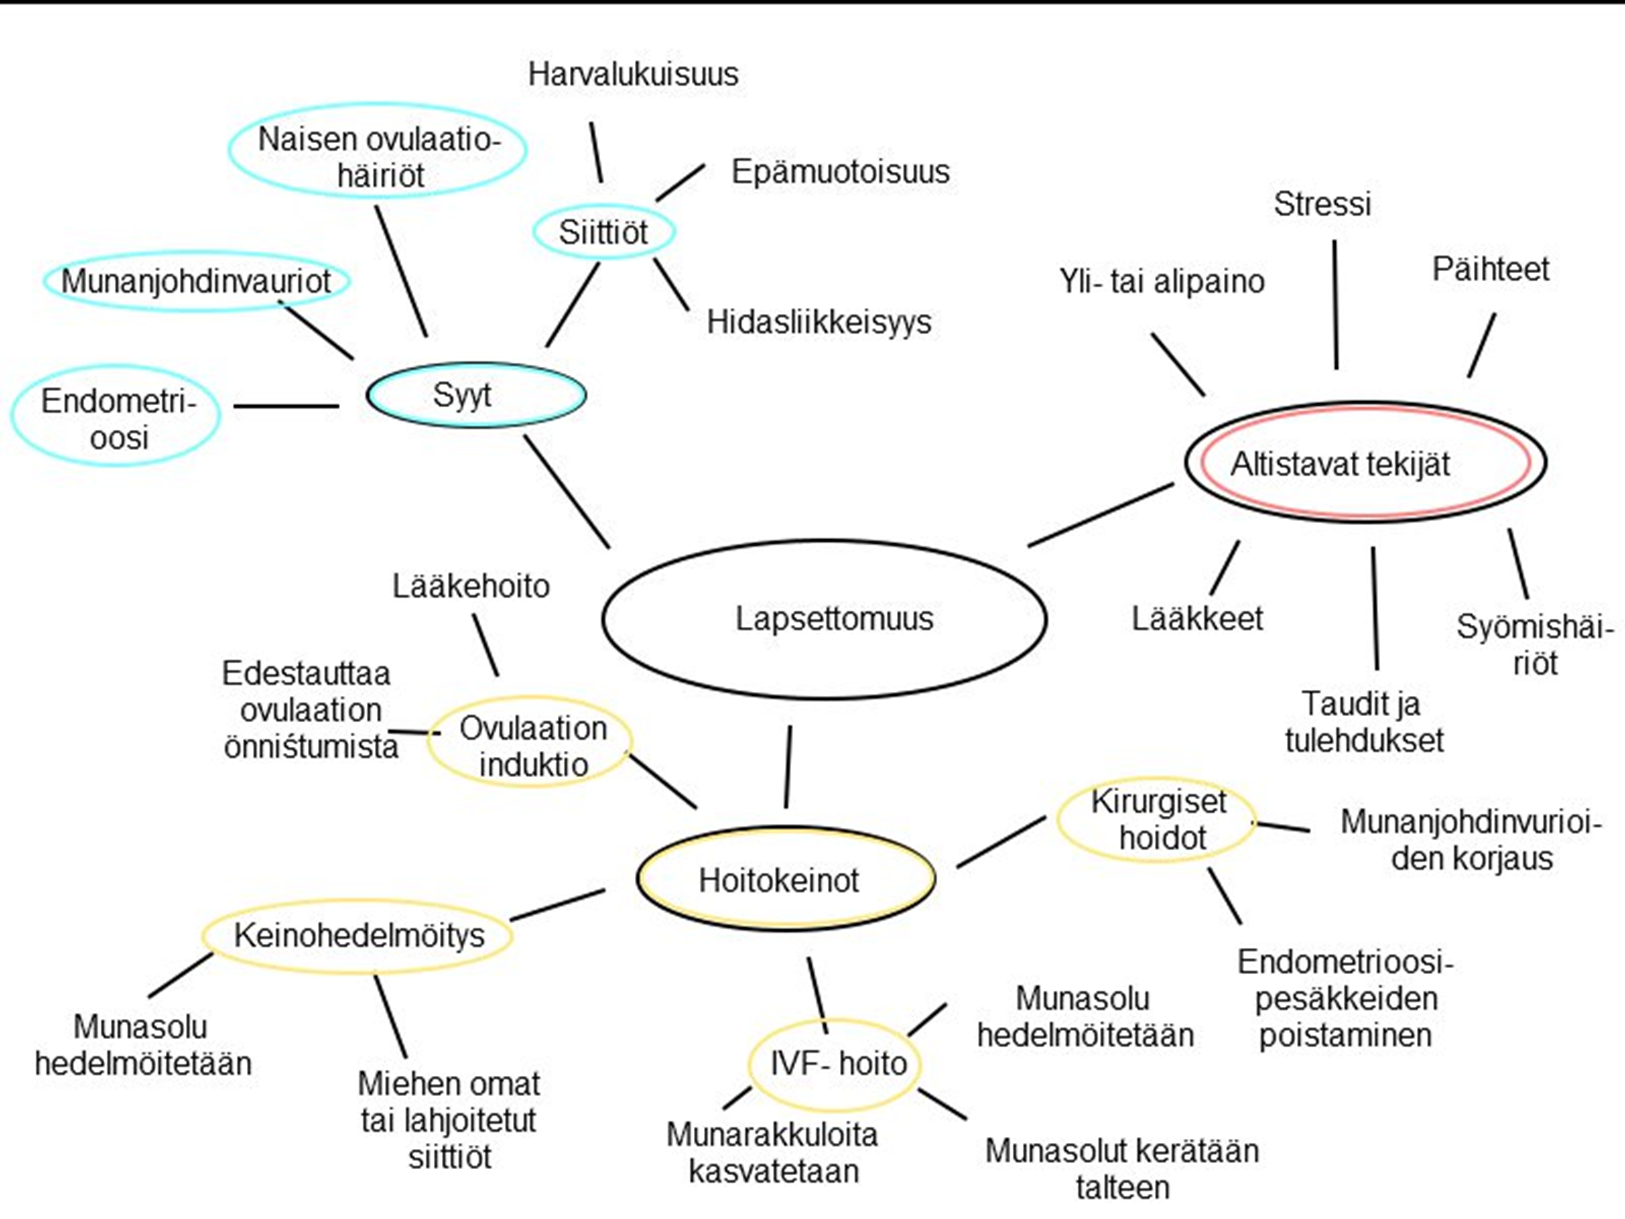 Harvalukuisuus
Naisen ovulaatio-
häiriöt
Epämuotoisuus
Siittiöt
Munanjohdinvauriot
Hidasliikkeisyys
Endometri-
oosi
Syyt
Stressi
Yli- tai alipaino
Päihteet
Altistavat tekijät
Lääkkeet
Syömishäi-
riöt
Taudit ja
tulehdukset
Lapsettomuus
Lääkehoito
Edestauttaa
ovulaation
önniśtumista
Ovulaation
induktio
Hoitokeinot
Kirurgiset
hoidot
Munanjohdinvurioi-
den korjaus
Endometrioosi-
pesäkkeiden
poistaminen
Keinohedelmöitys
Munasolu
hedelmöitetään
Miehen omat
tai lahjoitetut
siittiöt
IVF- hoito
Munasolu
hedelmöitetään
Munarakkuloita
kasvatetaan
Munasolut kerätään
talteen